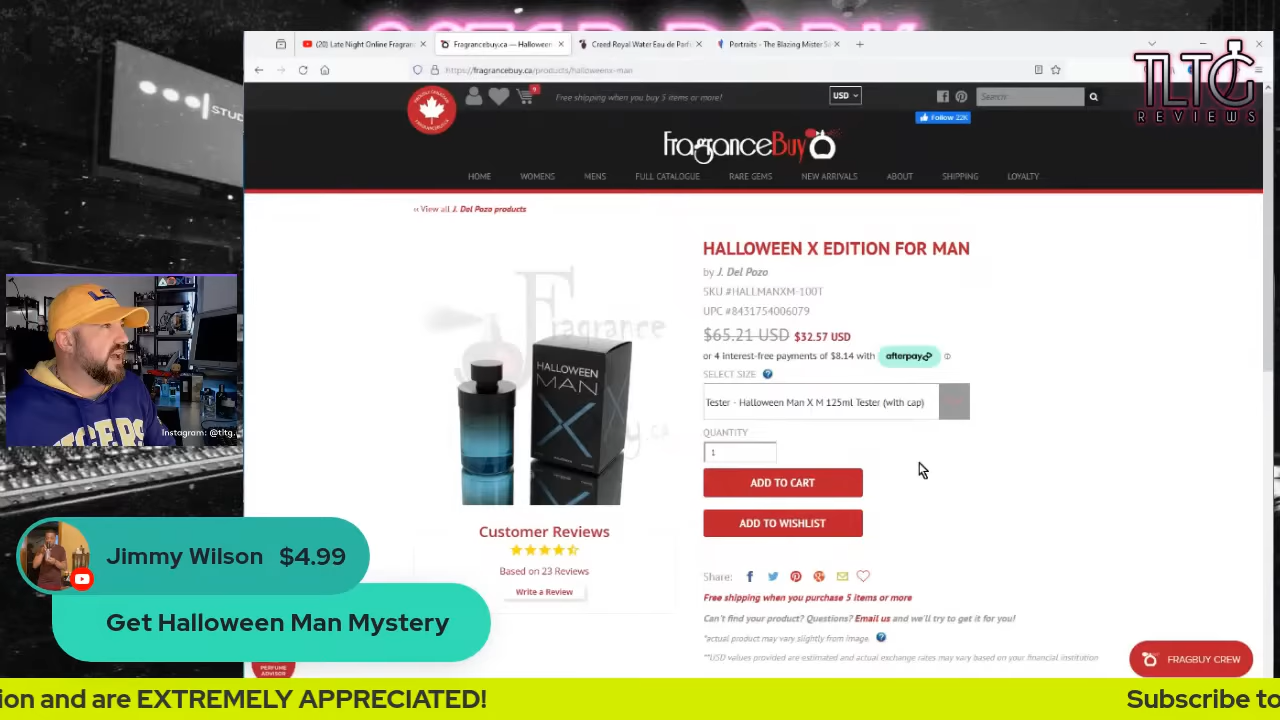 (20) Late Night Online Fragran
Fragrancebuy.ca — Halloween
Creed Royal Water Eau de Parf
Portraits - The Blazing Mister S
https://fragrancebuy.ca/products/halloweenx-man
TLTG
REVIEWS
Free shipping when you buy 5 items or more!
USD
Search
Follow 22K
FragranceBuy
HOME
WOMENS
MENS
FULL CATALOGUE
RARE GEMS
NEW ARRIVALS
ABOUT
SHIPPING
LOYALTY
‹‹ View all J. Del Pozo products
HALLOWEEN X EDITION FOR MAN
by J. Del Pozo
SKU #HALLMANXM-100T
UPC #8431754006079
$65.21 USD $32.57 USD
or 4 interest-free payments of $8.14 with afterpay
SELECT SIZE
Tester - Halloween Man X M 125ml Tester (with cap)
QUANTITY
1
ADD TO CART
ADD TO WISHLIST
Fragrance
HALLOWEEN
MAN
X
Customer Reviews
Based on 23 Reviews
Write a Review
Share:
Free shipping when you purchase 5 items or more
Can't find your product? Questions? Email us and we'll try to get it for you!
*actual product may vary slightly from image.
**USD values provided are estimated and actual exchange rates may vary based on your financial institution
FRAGBUY CREW
PERFUME
ADVISER
Instagram: @tltg.
Jimmy Wilson $4.99
Get Halloween Man Mystery
ion and are EXTREMELY APPRECIATED!
Subscribe to